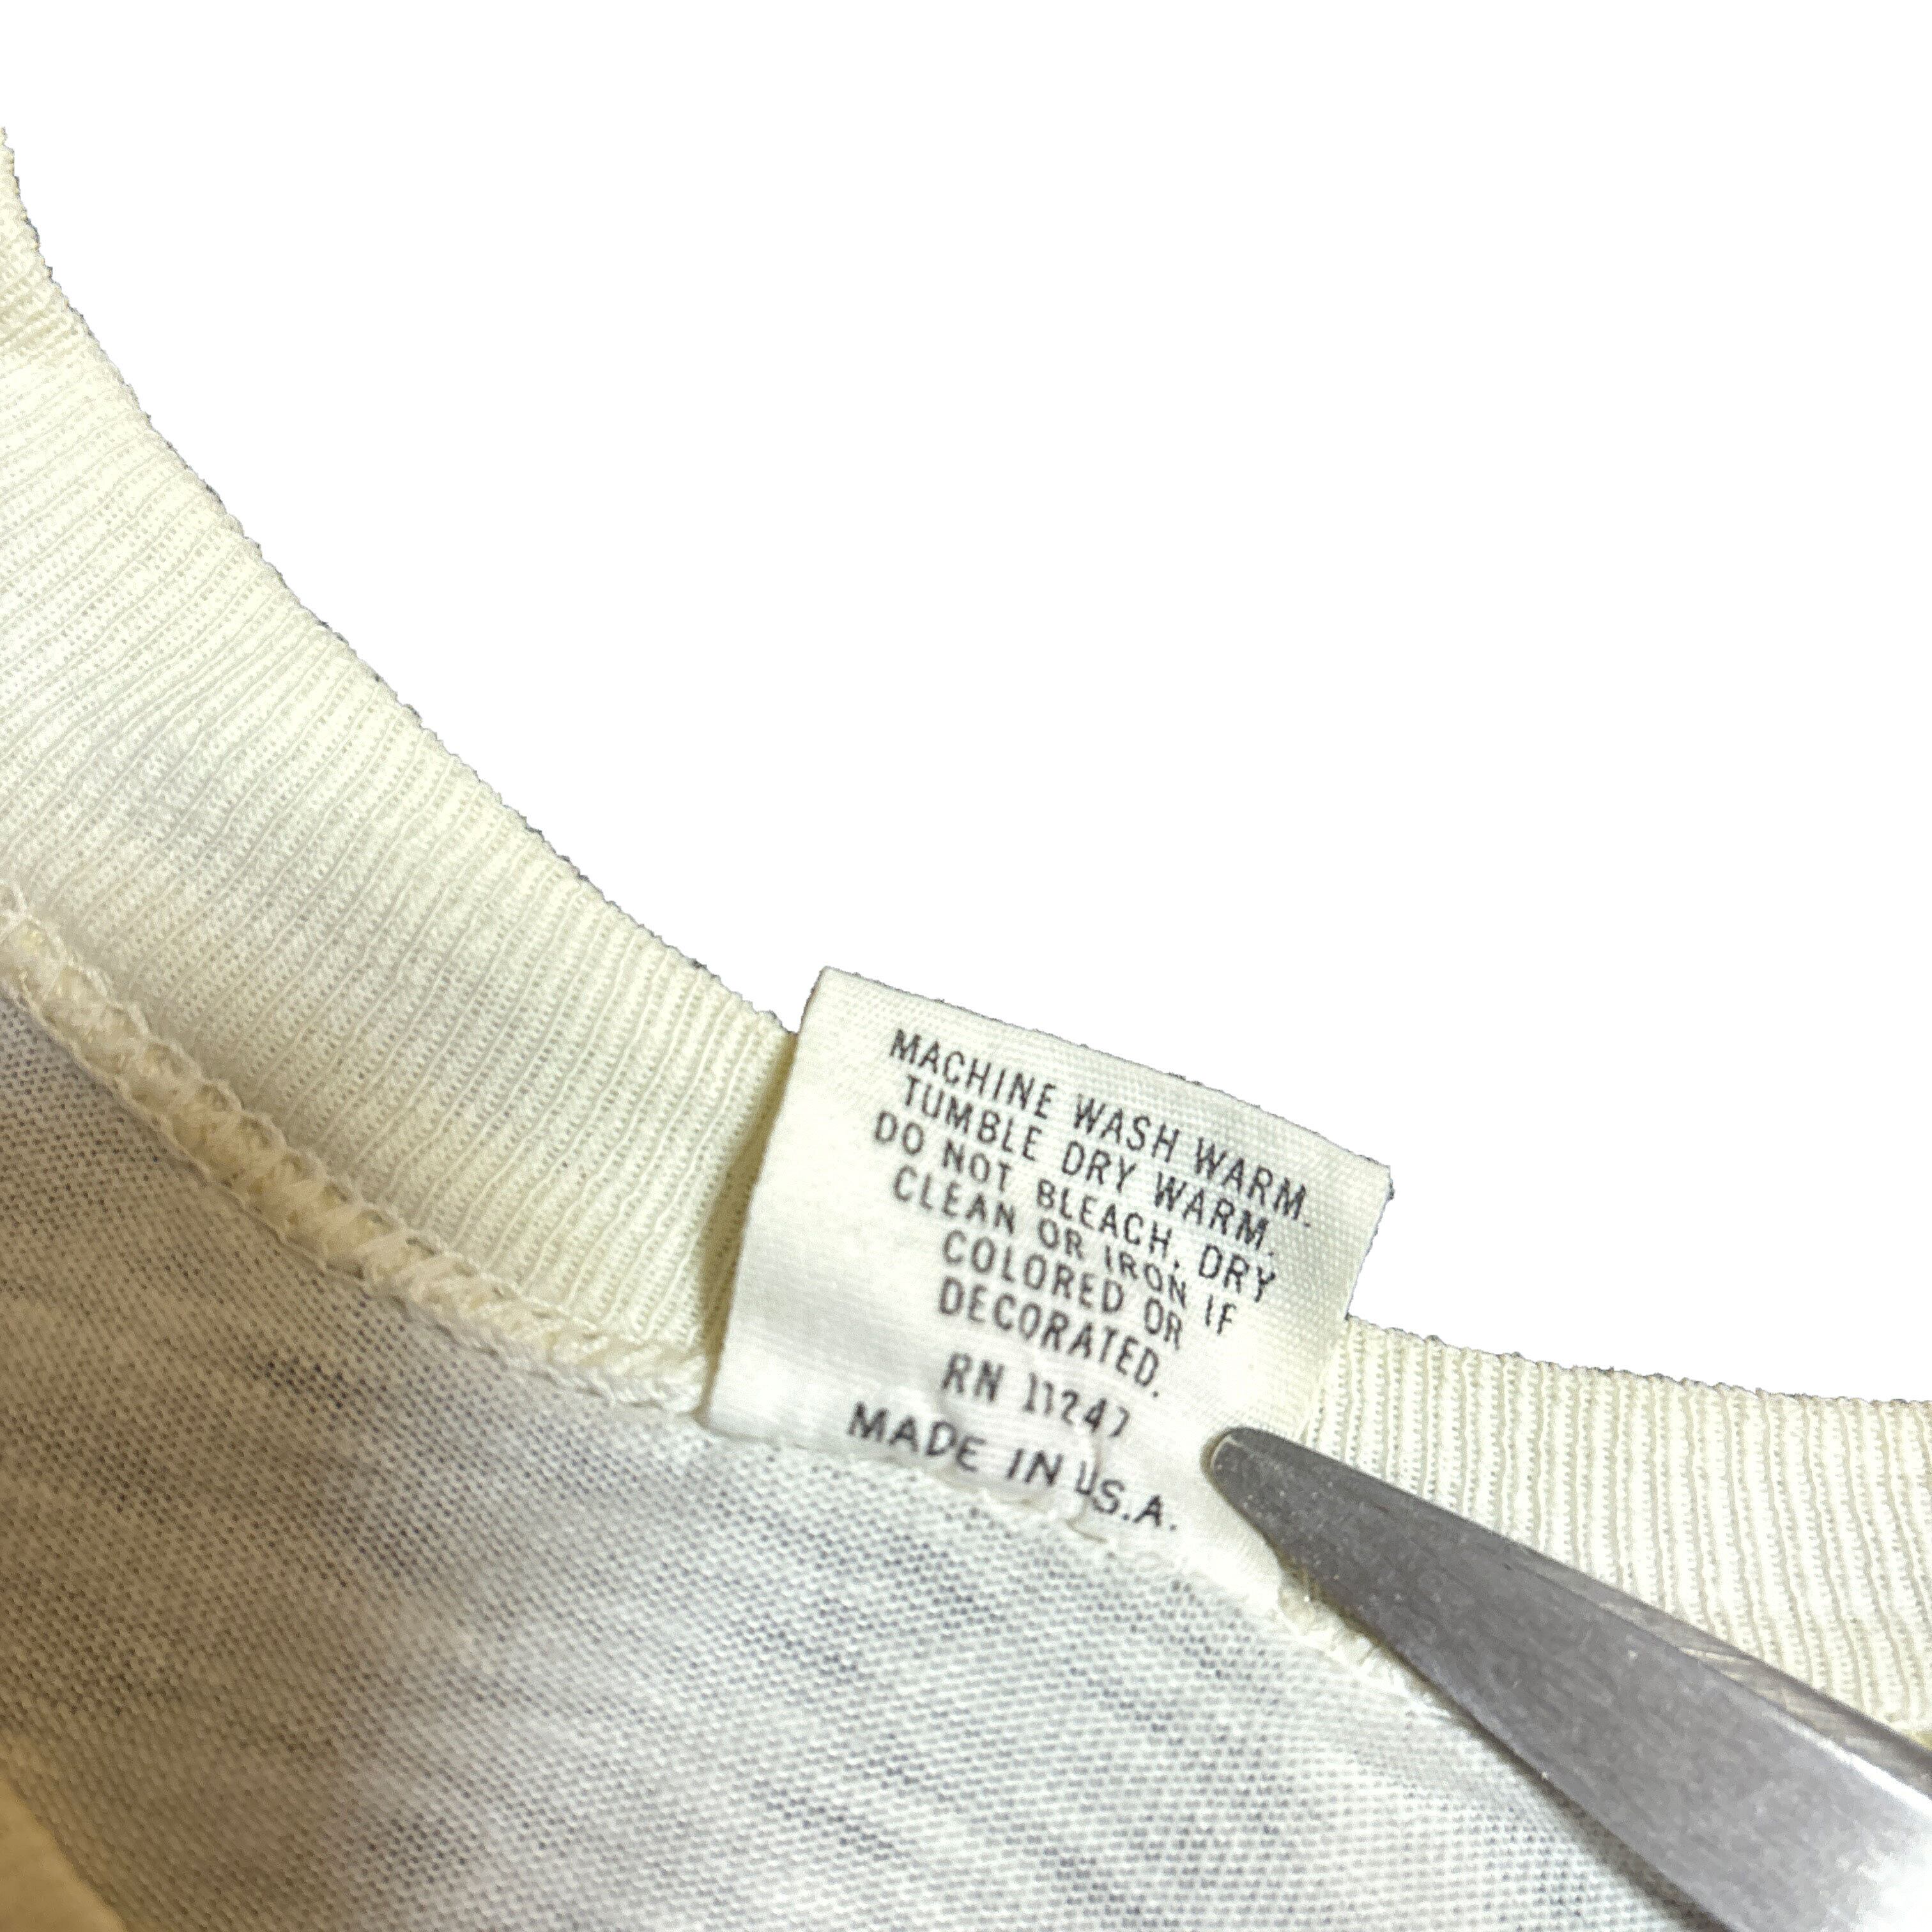 MACHINE WASH WARM.
TUMBLE DRY WARM.
DO NOT BLEACH. DRY
CLEAN OR IRON IF
COLORED OR
DECORATED.
RN 11247
MADE IN U.S.A.